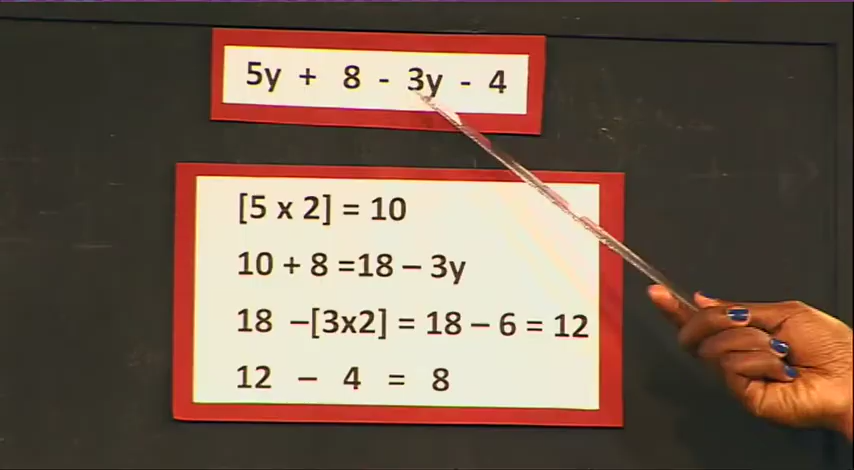 5y + 8 - 3y - 4
[5 x 2] = 10
10 + 8 =18 – 3y
18 –[3x2] = 18 – 6 = 12
12 – 4 = 8